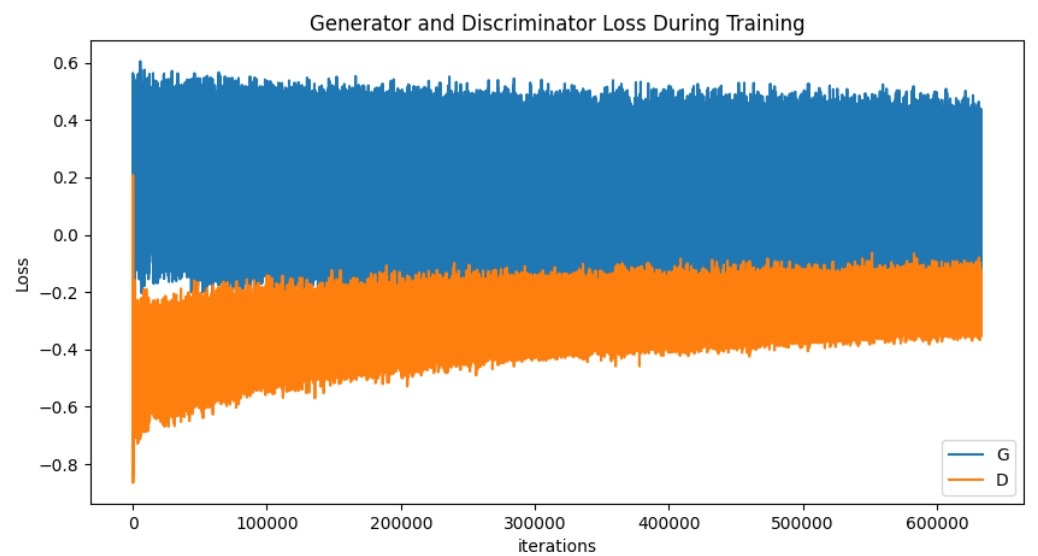 Generator and Discriminator Loss During Training
Loss
0.6
0.4
0.2
0.0
−0.2
−0.4
−0.6
−0.8
0 100000 200000 300000 400000 500000 600000
iterations
G
D